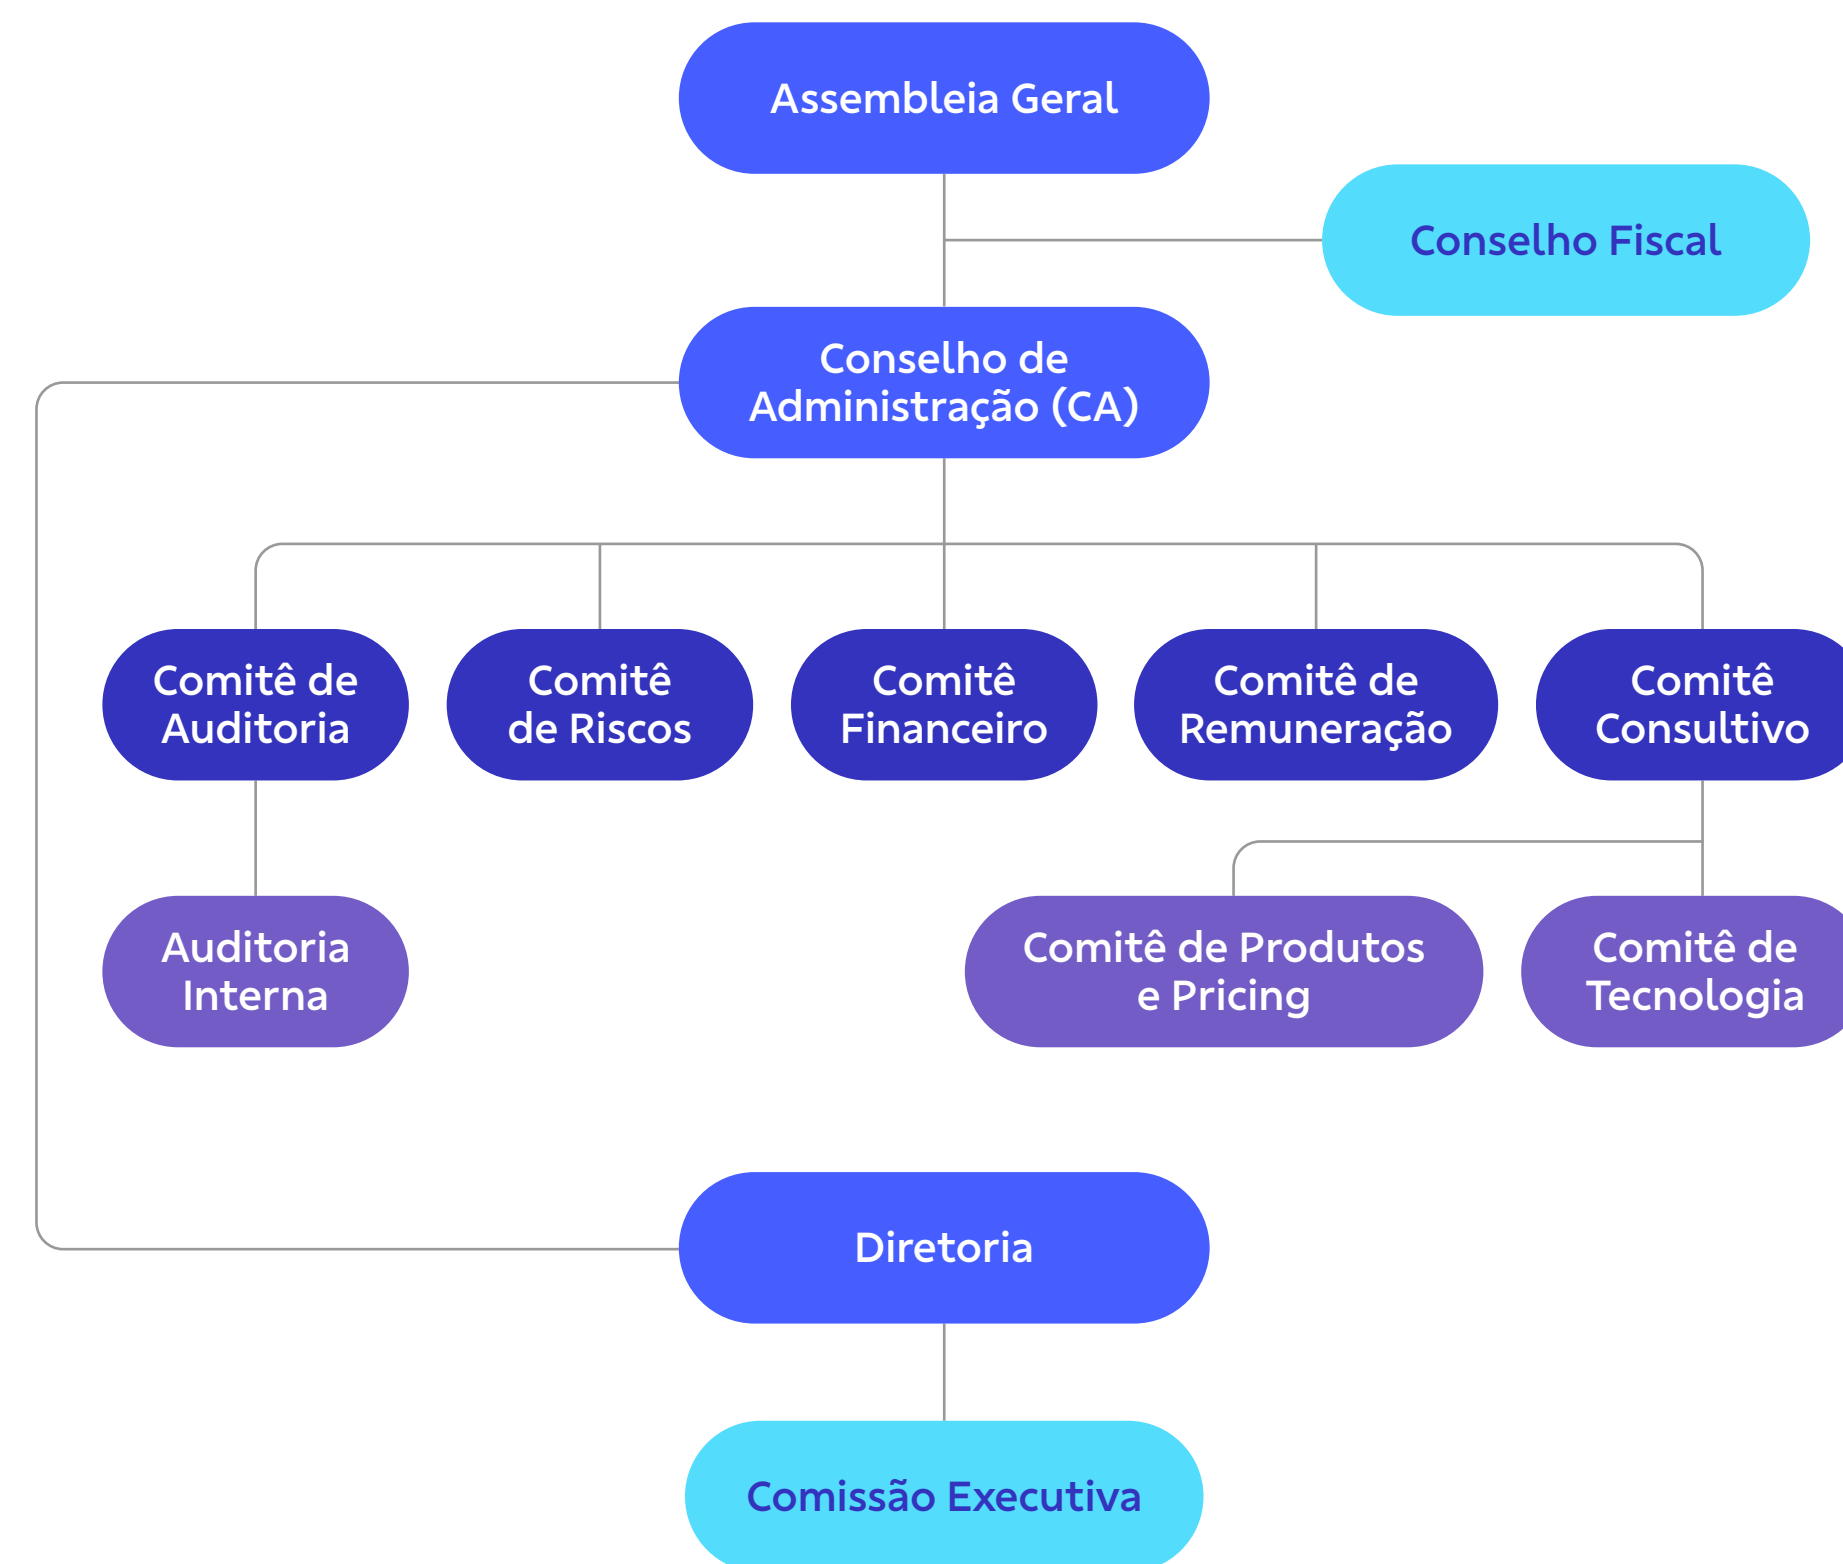 Assembleia Geral
Conselho Fiscal
Conselho de
Administração (CA)
Comitê de
Auditoria
Comitê
de Riscos
Comitê
Financeiro
Comitê de
Remuneração
Comitê
Consultivo
Auditoria
Interna
Comitê de Produtos
e Pricing
Comitê de
Tecnologia
Diretoria
Comissão Executiva